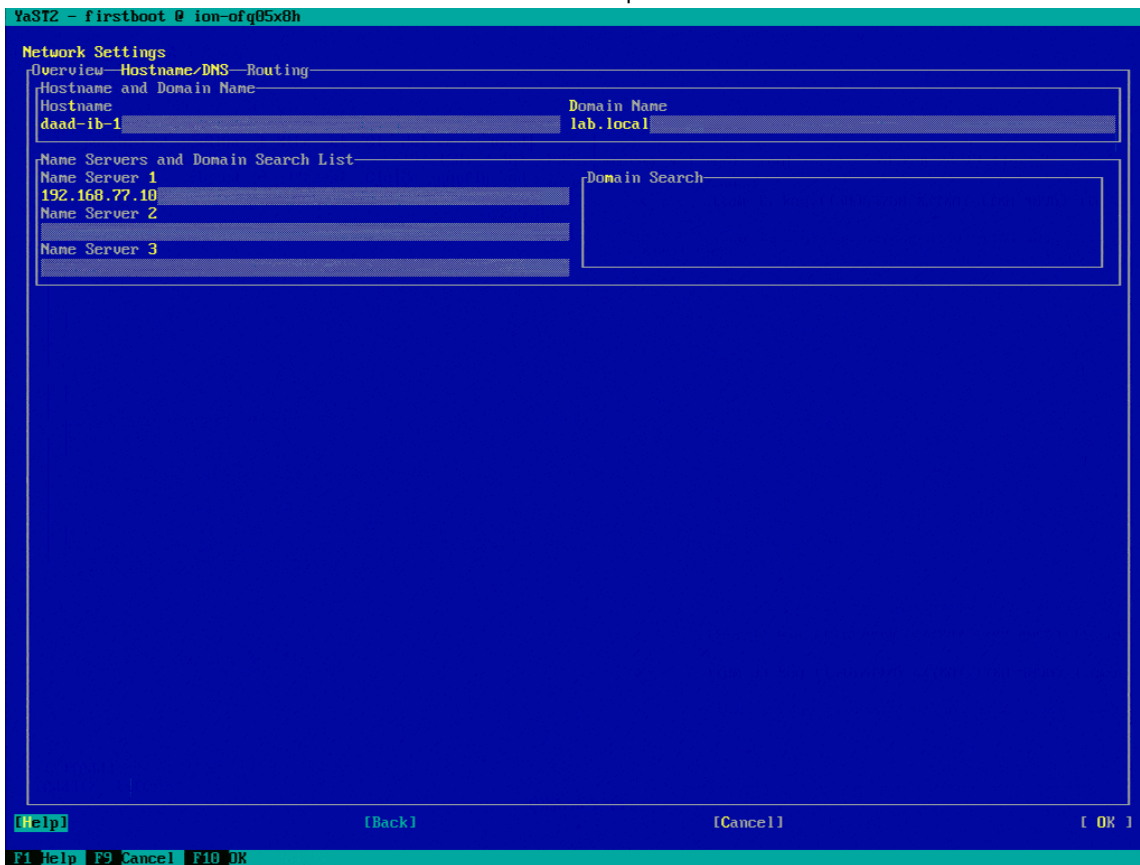 YaST2 - firstboot @ ion-ofq05x8h
Network Settings
Overview Hostname/DNS Routing
Hostname and Domain Name
Hostname Domain Name
daad-ib-1 lab.local
Name Servers and Domain Search List
Name Server 1 Domain Search
192.168.77.10
Name Server 2
Name Server 3
[Help] [Back] [Cancel] [ OK ]
F1 Help F9 Cancel F10 OK